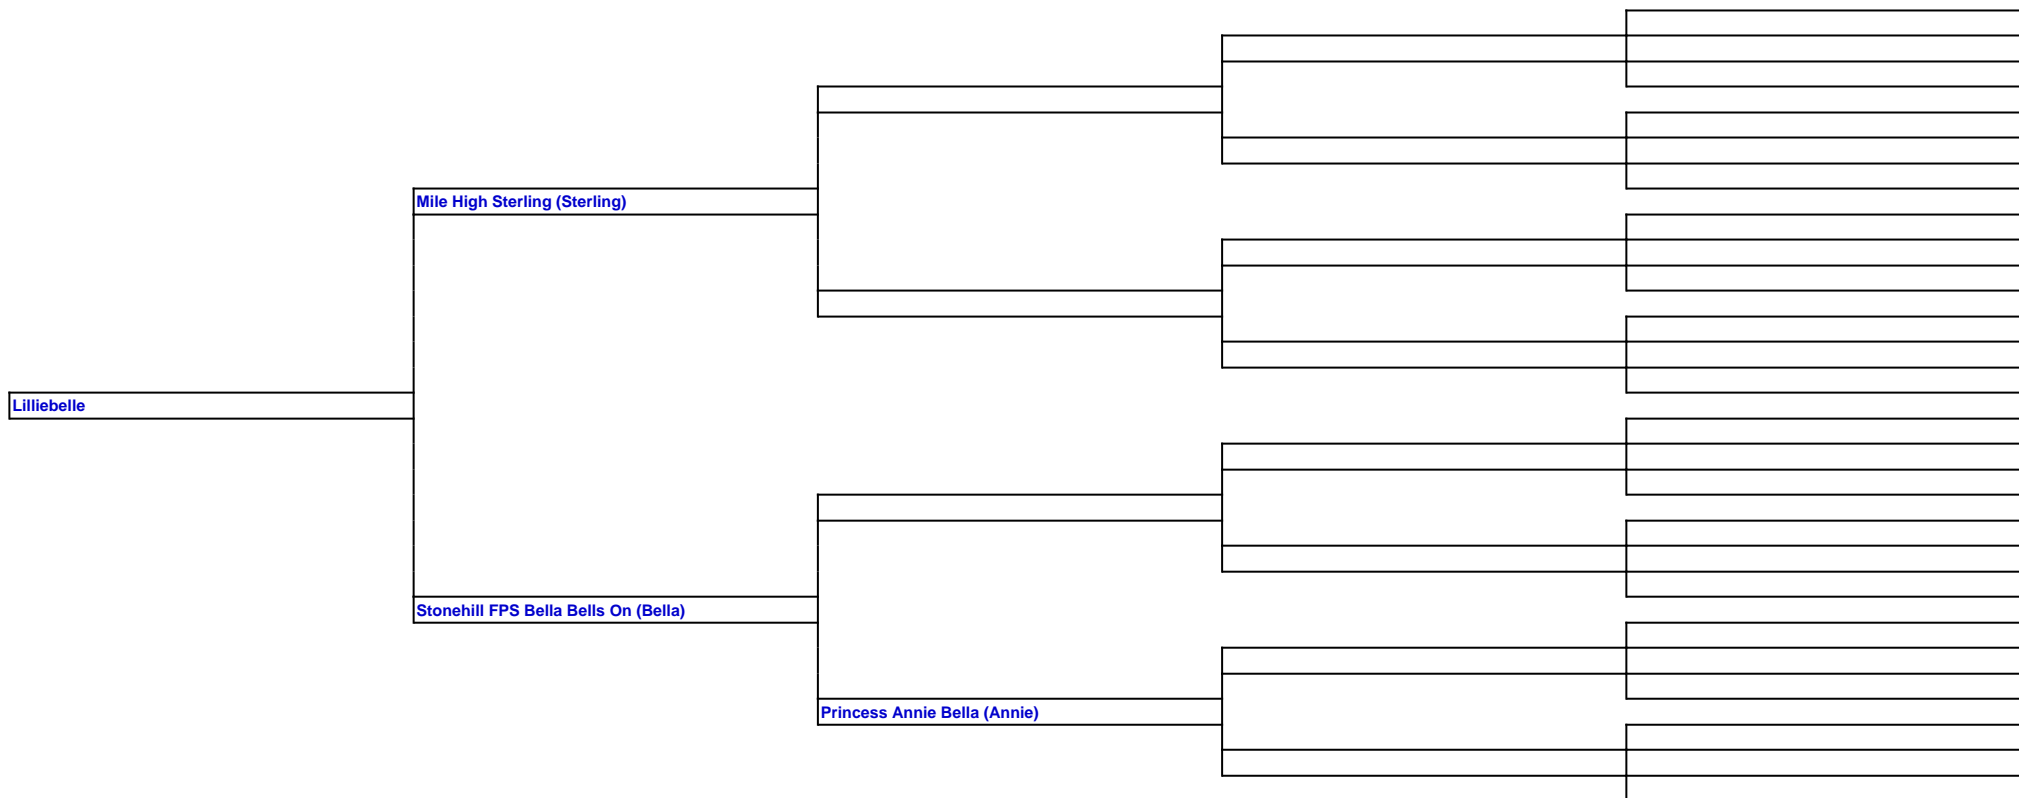 Mile High Sterling (Sterling)
Lilliebelle
Stonehill FPS Bella Bells On (Bella)
Princess Annie Bella (Annie)